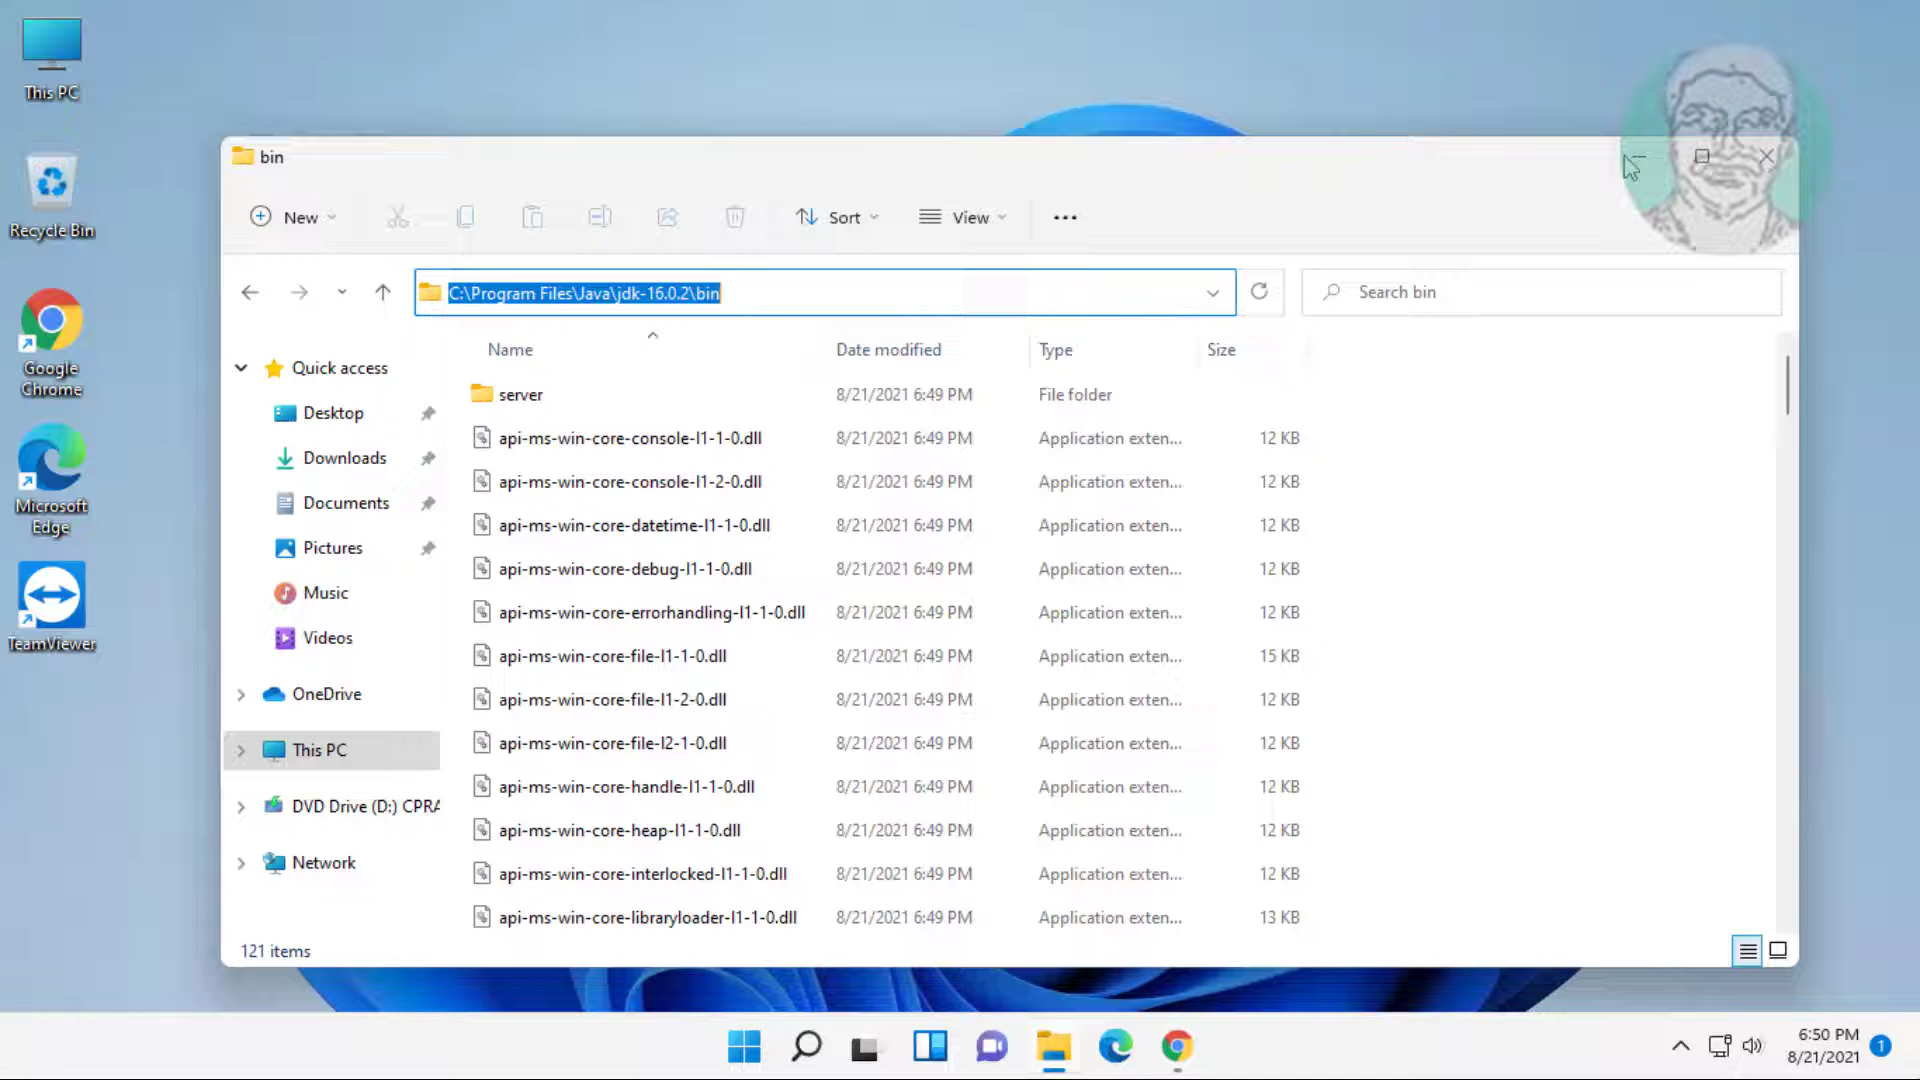 This PC
Recycle Bin
Google
Chrome
Microsoft
Edge
TeamViewer
bin
New
Sort
View
C:\Program Files\Java\jdk-16.0.2\bin
Search bin
Name Date modified Type Size
Quick access
Desktop
Downloads
Documents
Pictures
Music
Videos
OneDrive
This PC
DVD Drive (D:) CPRA
Network
server 8/21/2021 6:49 PM File folder
api-ms-win-core-console-l1-1-0.dll 8/21/2021 6:49 PM Application exten... 12 KB
api-ms-win-core-console-l1-2-0.dll 8/21/2021 6:49 PM Application exten... 12 KB
api-ms-win-core-datetime-l1-1-0.dll 8/21/2021 6:49 PM Application exten... 12 KB
api-ms-win-core-debug-l1-1-0.dll 8/21/2021 6:49 PM Application exten... 12 KB
api-ms-win-core-errorhandling-l1-1-0.dll 8/21/2021 6:49 PM Application exten... 12 KB
api-ms-win-core-file-l1-1-0.dll 8/21/2021 6:49 PM Application exten... 15 KB
api-ms-win-core-file-l1-2-0.dll 8/21/2021 6:49 PM Application exten... 12 KB
api-ms-win-core-file-l2-1-0.dll 8/21/2021 6:49 PM Application exten... 12 KB
api-ms-win-core-handle-l1-1-0.dll 8/21/2021 6:49 PM Application exten... 12 KB
api-ms-win-core-heap-l1-1-0.dll 8/21/2021 6:49 PM Application exten... 12 KB
api-ms-win-core-interlocked-l1-1-0.dll 8/21/2021 6:49 PM Application exten... 12 KB
api-ms-win-core-libraryloader-l1-1-0.dll 8/21/2021 6:49 PM Application exten... 13 KB
121 items
6:50 PM
8/21/2021
1